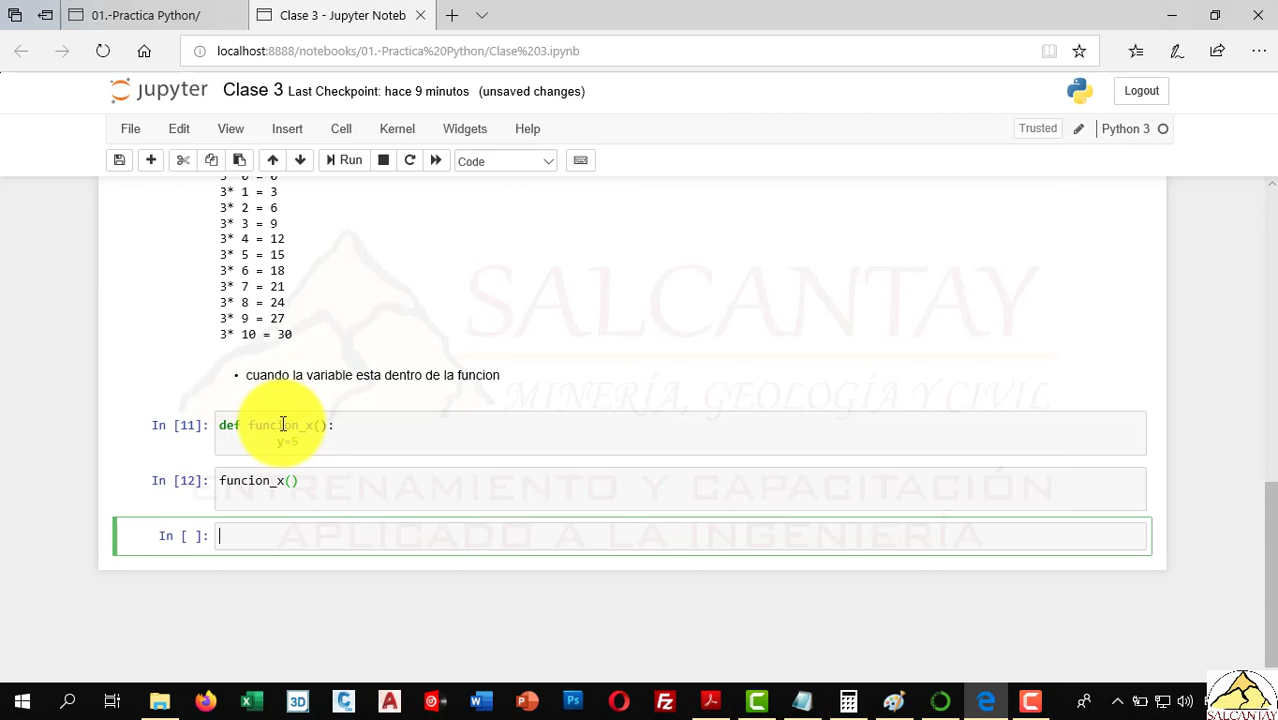 01.-Practica Python/
Clase 3 - Jupyter Noteb
localhost:8888/notebooks/01.-Practica%20Python/Clase%203.ipynb
jupyter Clase 3 Last Checkpoint: hace 9 minutos (unsaved changes)
Logout
File Edit View Insert Cell Kernel Widgets Help
Trusted Python 3
Run Code
3* 0 = 0
3* 1 = 3
3* 2 = 6
3* 3 = 9
3* 4 = 12
3* 5 = 15
3* 6 = 18
3* 7 = 21
3* 8 = 24
3* 9 = 27
3* 10 = 30
SALCANTAY
MINERÍA, GEOLOGÍA Y CIVIL
• cuando la variable esta dentro de la funcion
In [11]: def funcion_x():
y=5
In [12]: funcion_x()
ENTRENAMIENTO Y CAPACITACIÓN
In [ ]:
APLICADO A LA INGENIERÍA
SALCANTAY